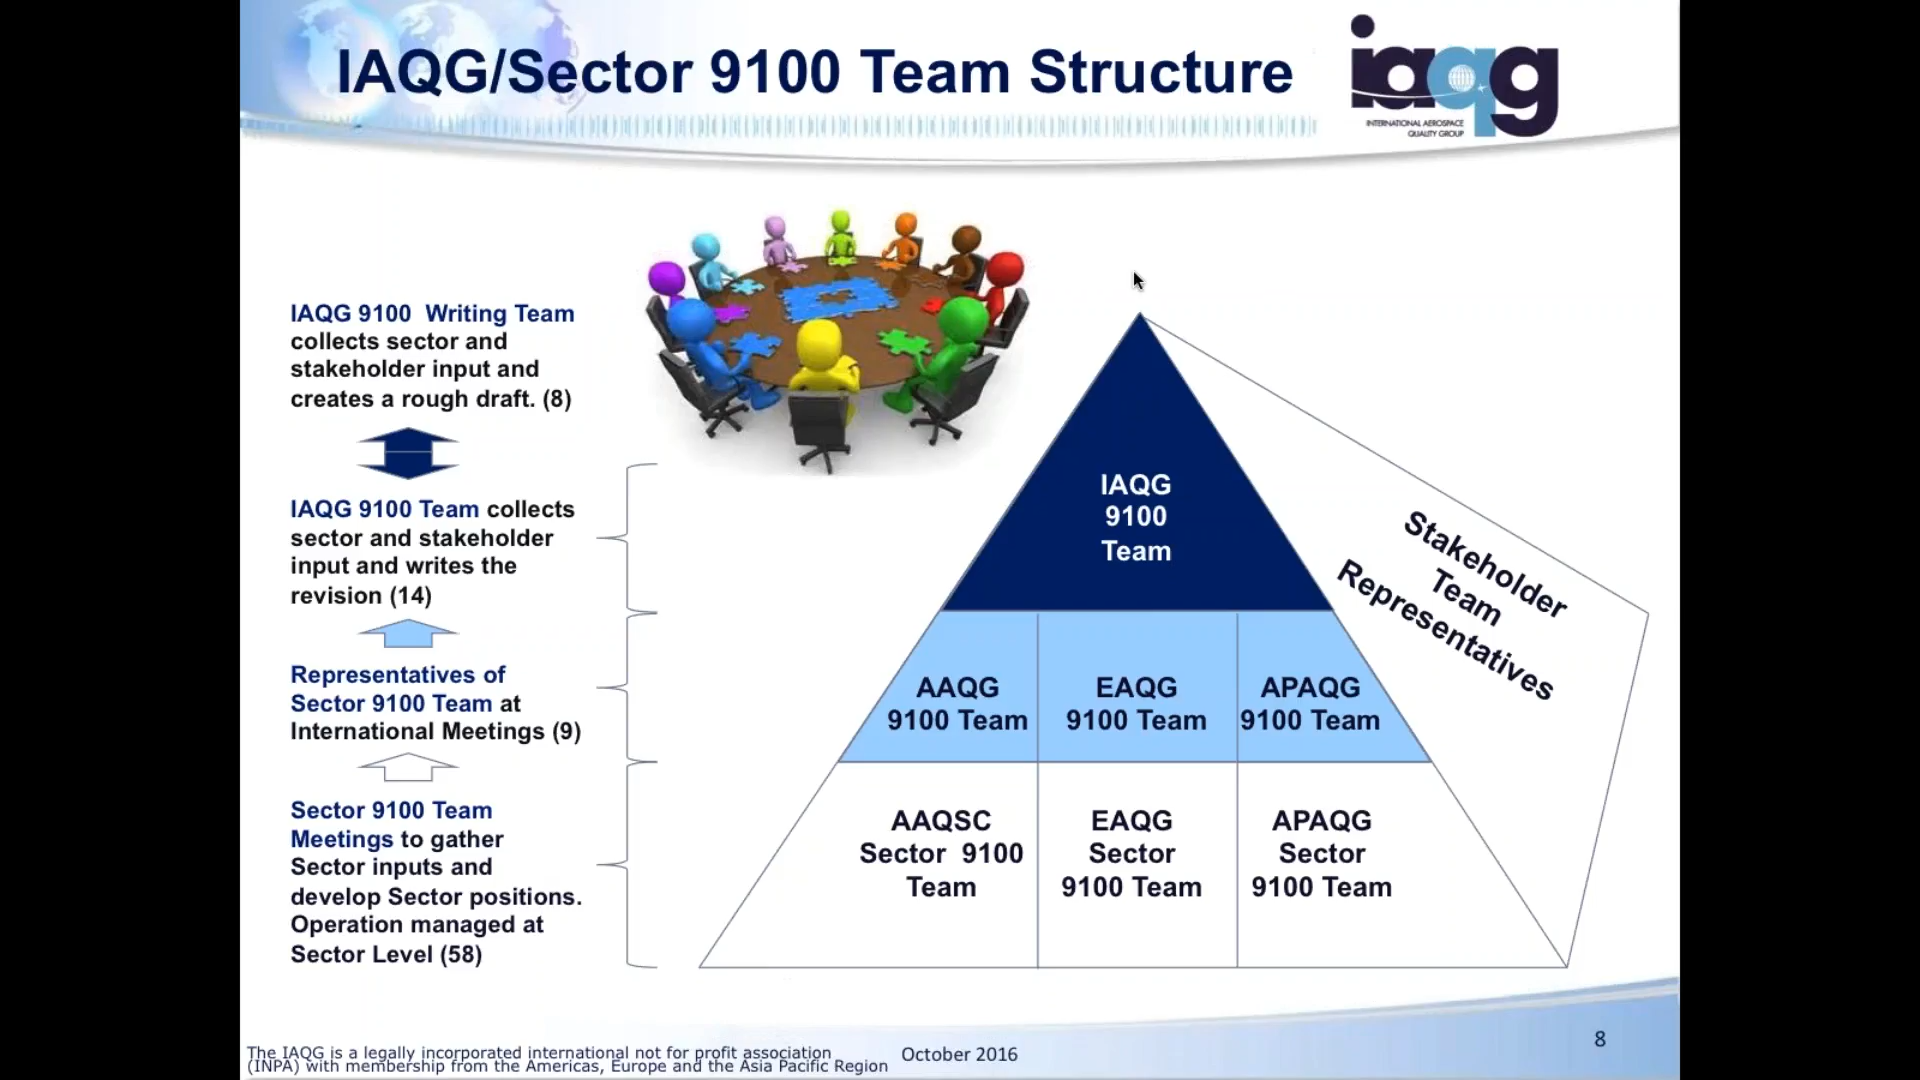 IAQG/Sector 9100 Team Structure
iaqg
INTERNATIONAL AEROSPACE
QUALITY GROUP
IAQG 9100 Writing Team
collects sector and
stakeholder input and
creates a rough draft. (8)
IAQG 9100 Team collects
sector and stakeholder
input and writes the
revision (14)
Representatives of
Sector 9100 Team at
International Meetings (9)
Sector 9100 Team
Meetings to gather
Sector inputs and
develop Sector positions.
Operation managed at
Sector Level (58)
IAQG
9100
Team
Stakeholder
Team
Representatives
AAQG
9100 Team
EAQG
9100 Team
APAQG
9100 Team
AAQSC
Sector 9100
Team
EAQG
Sector
9100 Team
APAQG
Sector
9100 Team
The IAQG is a legally incorporated international not for profit association
(INPA) with membership from the Americas, Europe and the Asia Pacific Region
October 2016
8